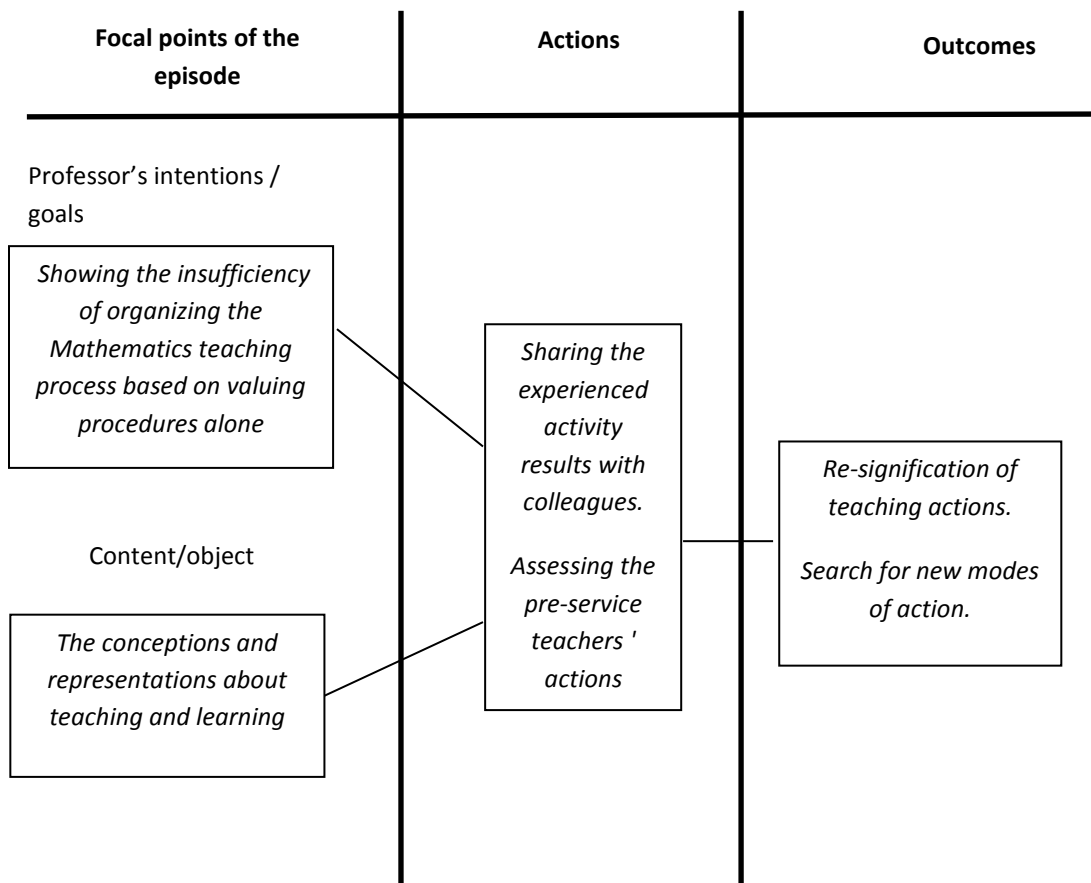 Focal points of the
episode
Actions
Outcomes
Professor’s intentions /
goals
Showing the insufficiency
of organizing the
Mathematics teaching
process based on valuing
procedures alone
Content/object
The conceptions and
representations about
teaching and learning
Sharing the
experienced
activity
results with
colleagues.
Assessing the
pre-service
teachers '
actions
Re-signification of
teaching actions.
Search for new modes
of action.